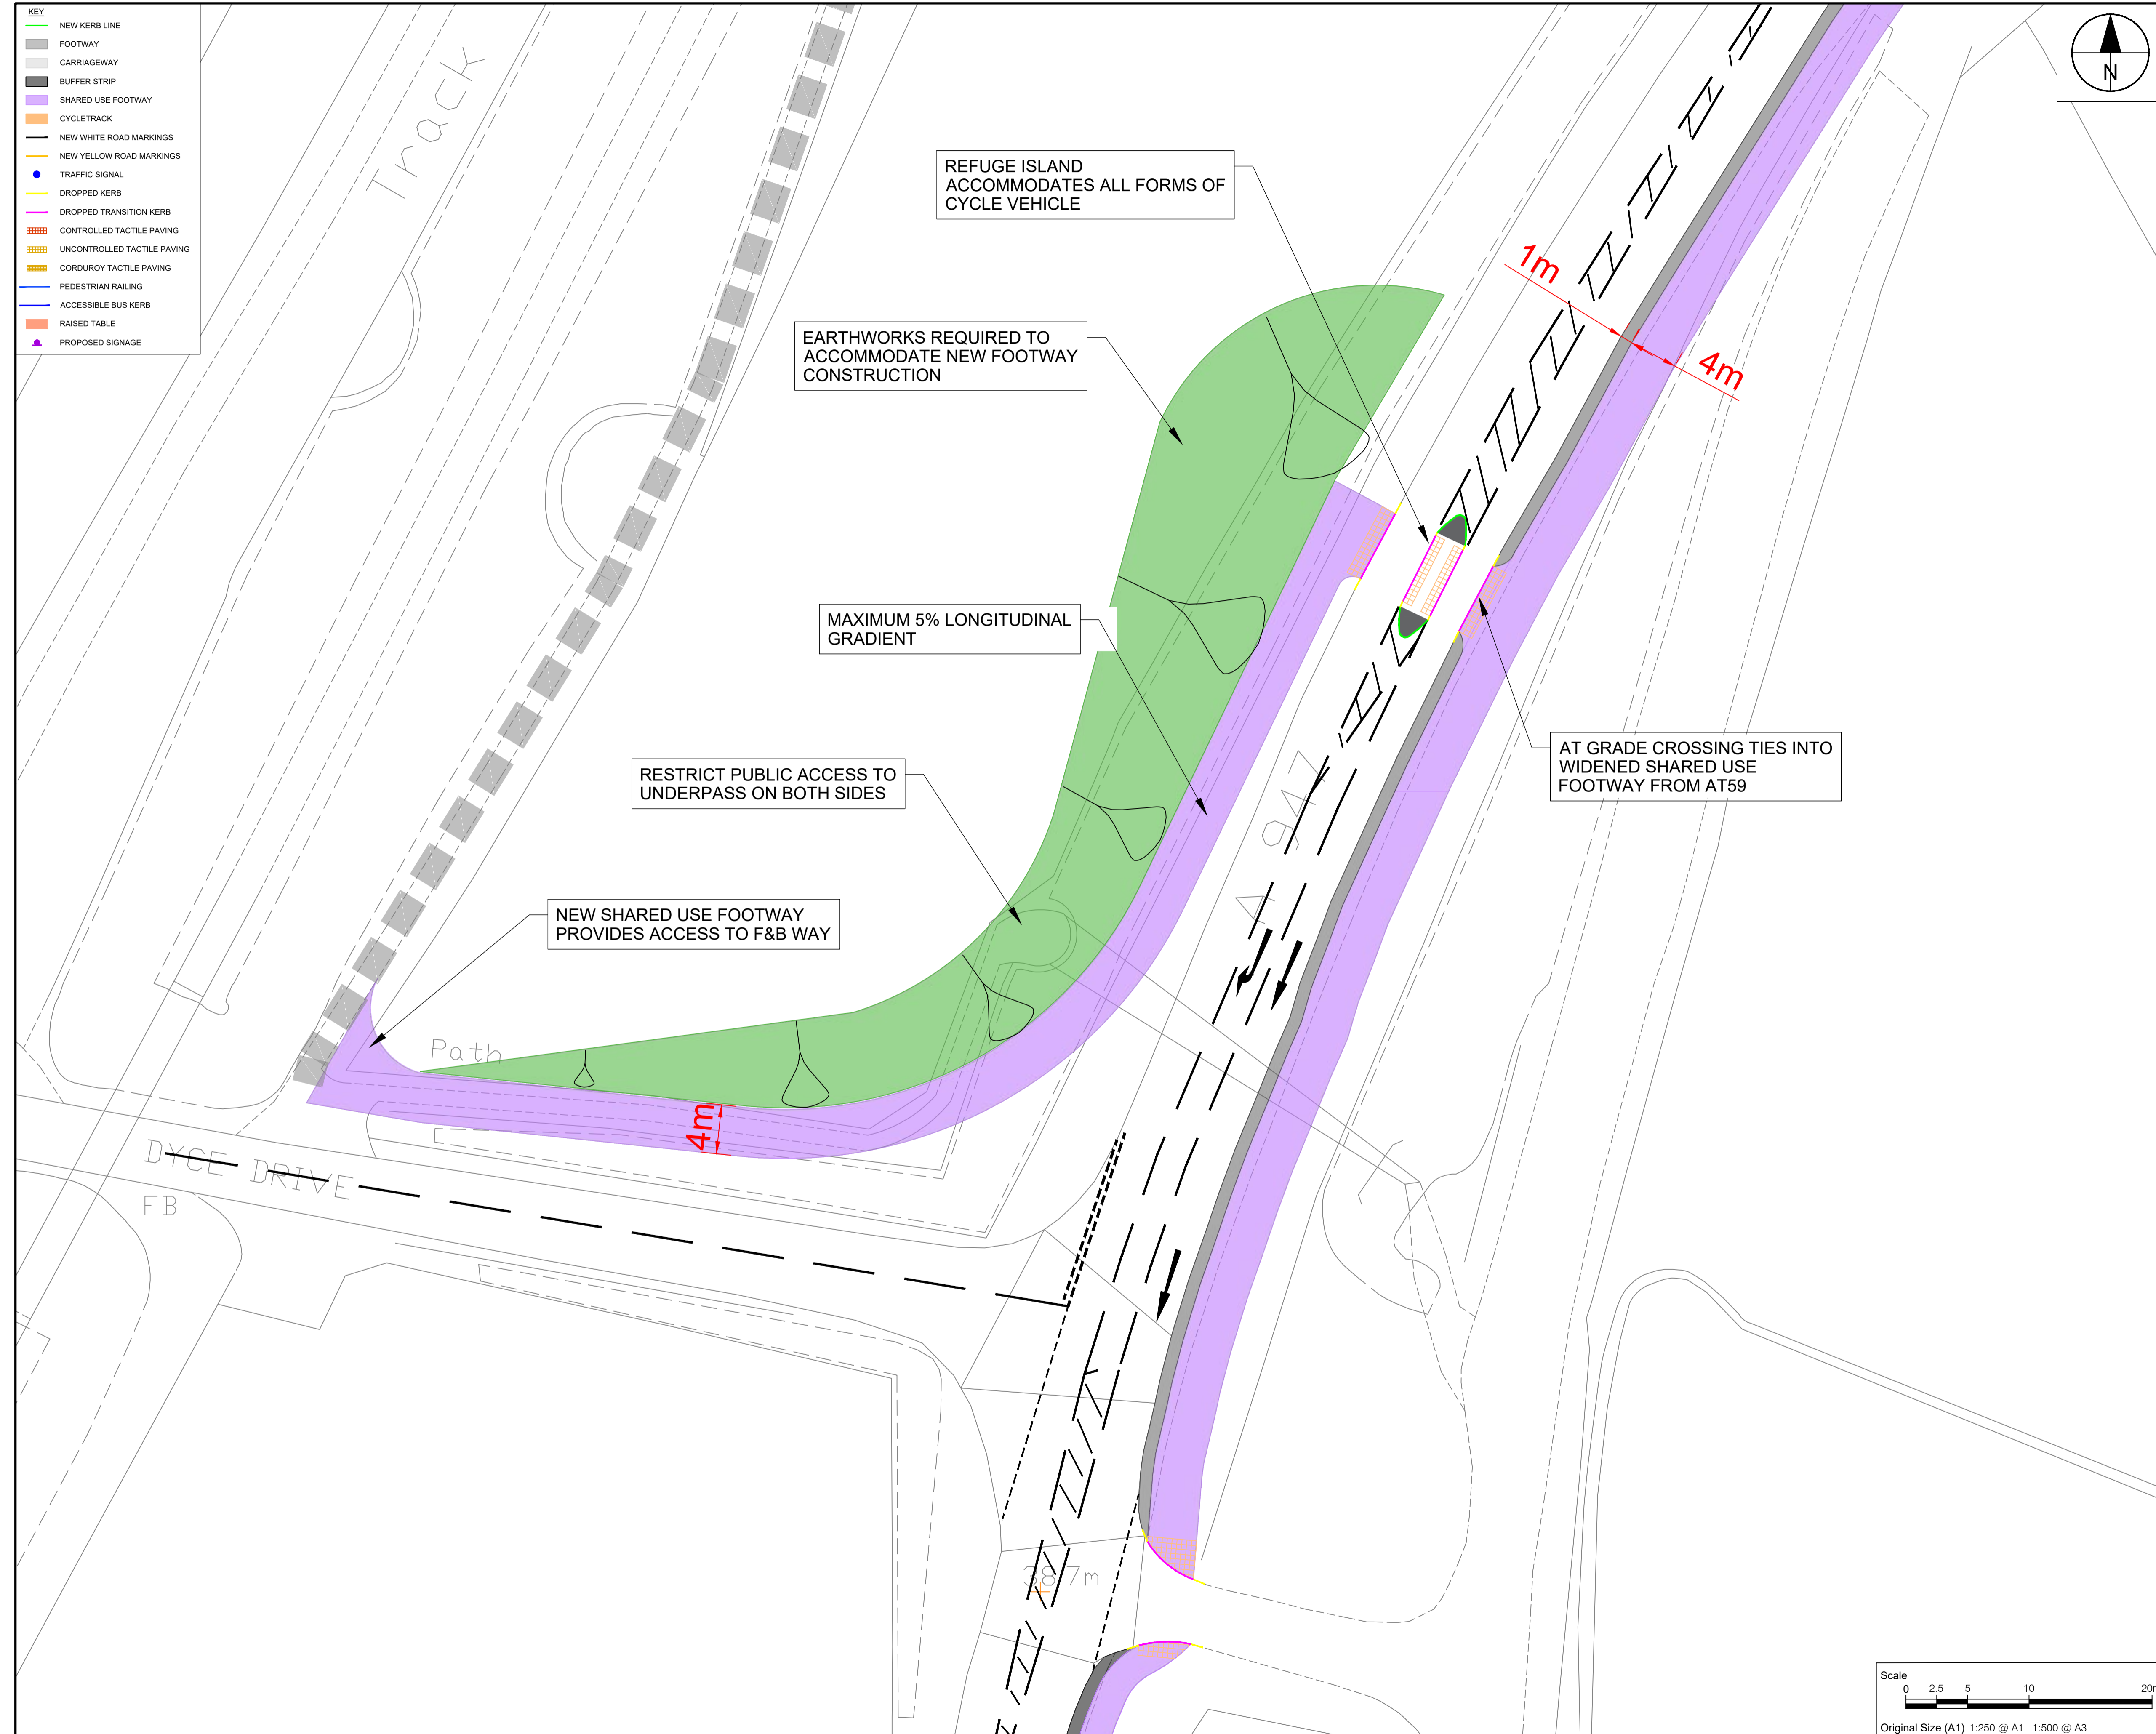 KEY
NEW KERB LINE
FOOTWAY
CARRIAGEWAY
BUFFER STRIP
SHARED USE FOOTWAY
CYCLETRACK
NEW WHITE ROAD MARKINGS
NEW YELLOW ROAD MARKINGS
TRAFFIC SIGNAL
DROPPED KERB
DROPPED TRANSITION KERB
CONTROLLED TACTILE PAVING
UNCONTROLLED TACTILE PAVING
CORDUROY TACTILE PAVING
PEDESTRIAN RAILING
ACCESSIBLE BUS KERB
RAISED TABLE
PROPOSED SIGNAGE
Track
N
REFUGE ISLAND
ACCOMMODATES ALL FORMS OF
CYCLE VEHICLE
1m
4m
EARTHWORKS REQUIRED TO
ACCOMMODATE NEW FOOTWAY
CONSTRUCTION
MAXIMUM 5% LONGITUDINAL
GRADIENT
AT GRADE CROSSING TIES INTO
WIDENED SHARED USE
FOOTWAY FROM AT59
RESTRICT PUBLIC ACCESS TO
UNDERPASS ON BOTH SIDES
A 947
NEW SHARED USE FOOTWAY
PROVIDES ACCESS TO F&B WAY
Path
4m
DYCE DRIVE
FB
38.7m
Scale
0 2.5 5 10 20m
Original Size (A1) 1:250 @ A1 1:500 @ A3